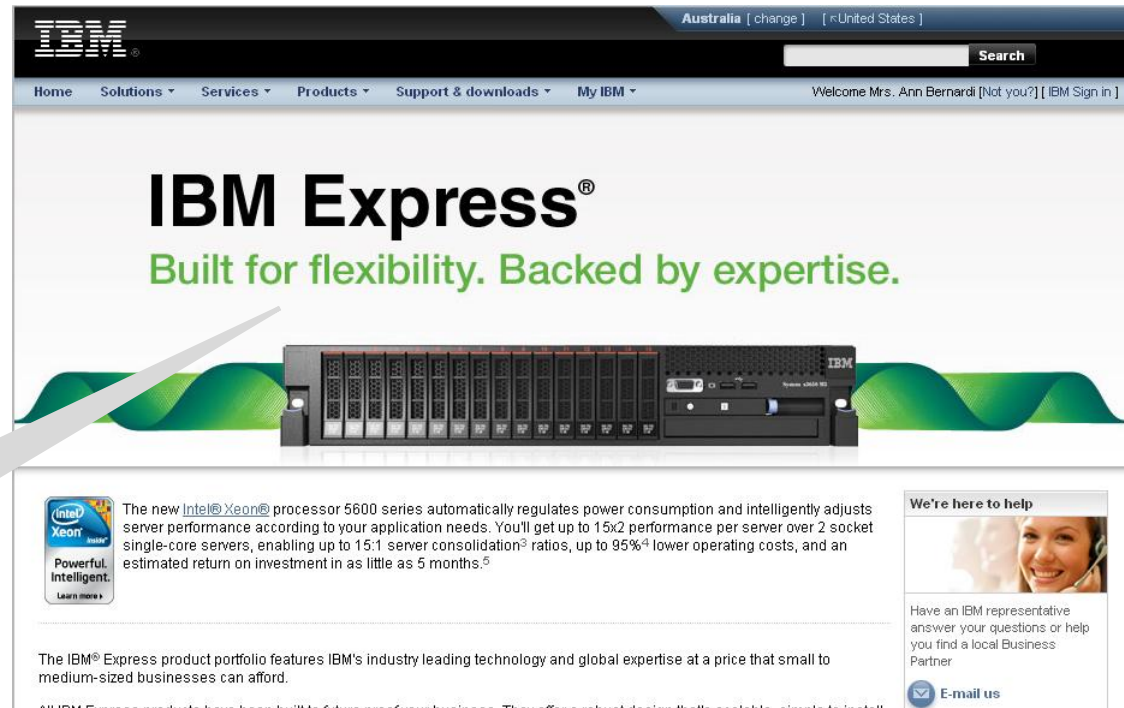 Australia [ change ] [ United States ]
IBM®
Search
Home Solutions Services Products Support & downloads My IBM Welcome Mrs. Ann Bernardi [Not you?] [ IBM Sign in ]
IBM Express®
Built for flexibility. Backed by expertise.
IBM
System x3650 M3
The new Intel® Xeon® processor 5600 series automatically regulates power consumption and intelligently adjusts
server performance according to your application needs. You'll get up to 15x2 performance per server over 2 socket
single-core servers, enabling up to 15:1 server consolidation3 ratios, up to 95%4 lower operating costs, and an
estimated return on investment in as little as 5 months.5
intel
Xeon
inside
Powerful.
Intelligent.
Learn more
We're here to help
Have an IBM representative
answer your questions or help
you find a local Business
Partner
E-mail us
The IBM® Express product portfolio features IBM's industry leading technology and global expertise at a price that small to
medium-sized businesses can afford.